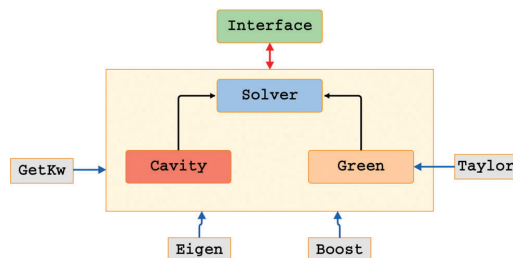 Interface
Solver
Cavity
Green
GetKw
Taylor
Eigen
Boost